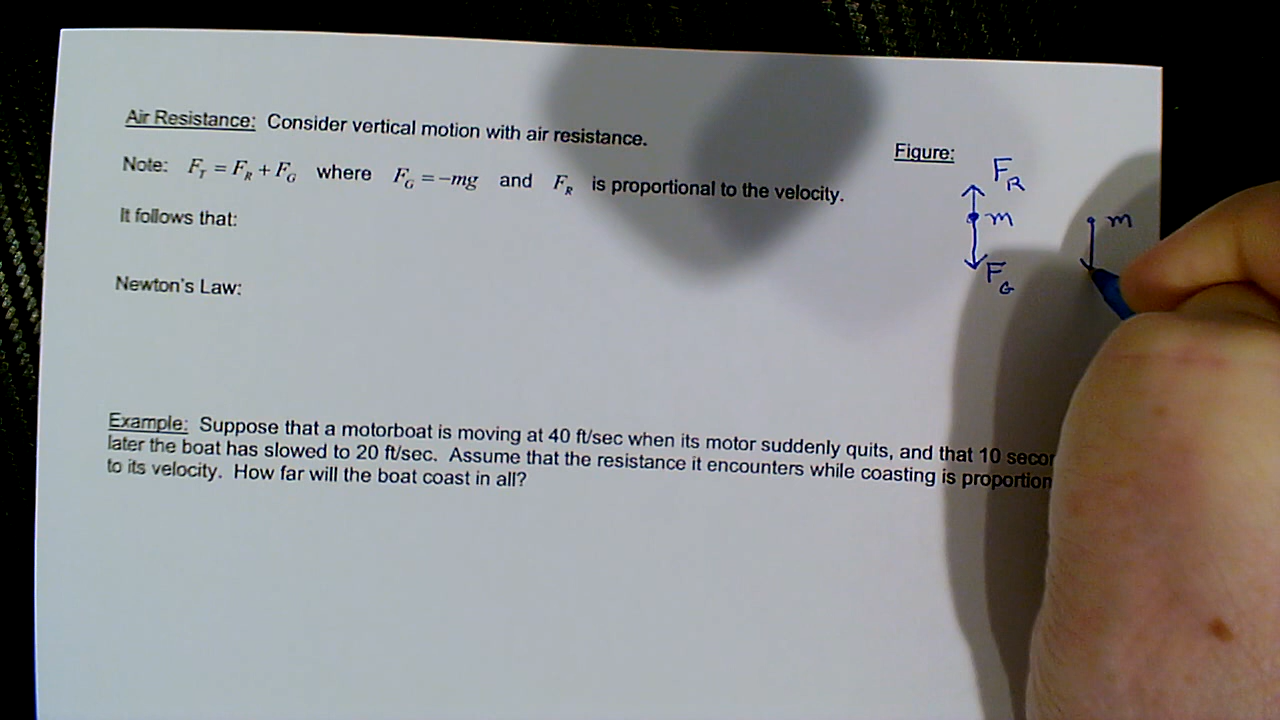 Air Resistance: Consider vertical motion with air resistance.
Figure:
F_R
Note: F_T = F_R + F_G where F_G = -mg and F_R is proportional to the velocity.
m
m
It follows that:
F_G
Newton's Law:
Example: Suppose that a motorboat is moving at 40 ft/sec when its motor suddenly quits, and that 10 secon
later the boat has slowed to 20 ft/sec. Assume that the resistance it encounters while coasting is proportion
to its velocity. How far will the boat coast in all?